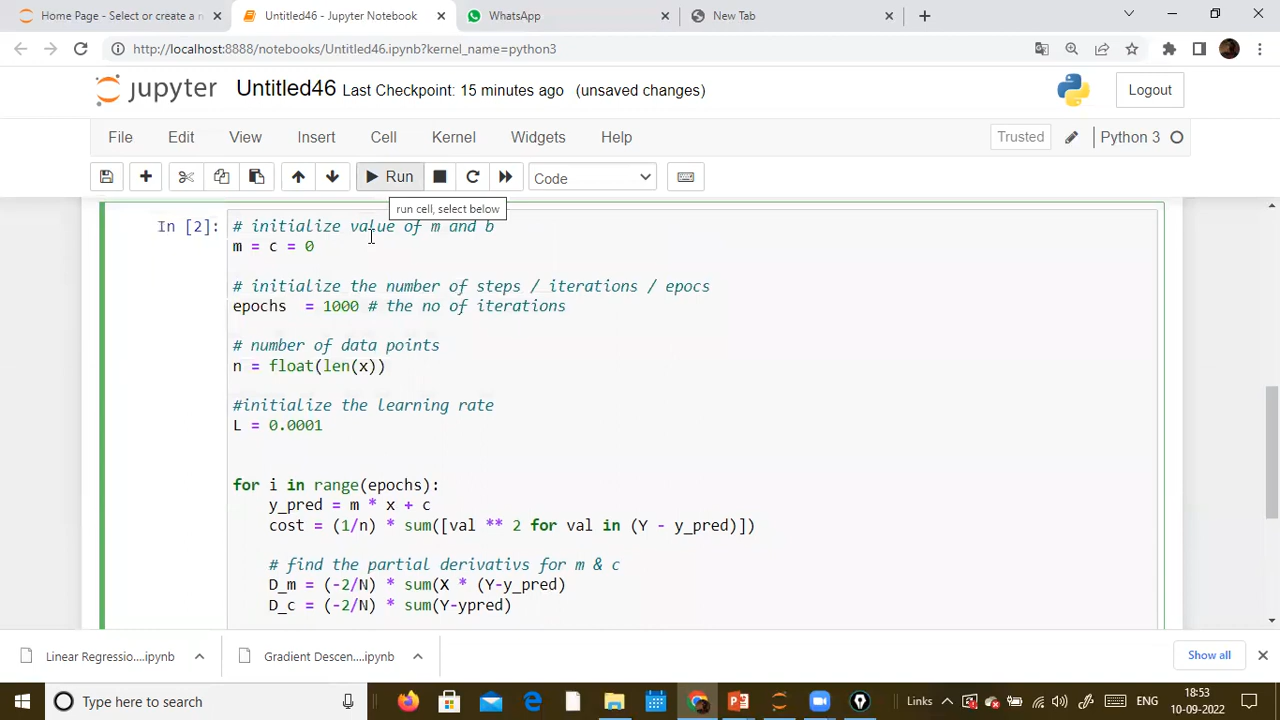 Home Page - Select or create a n
Untitled46 - Jupyter Notebook
WhatsApp
New Tab
http://localhost:8888/notebooks/Untitled46.ipynb?kernel_name=python3
jupyter Untitled46 Last Checkpoint: 15 minutes ago (unsaved changes)
Logout
File Edit View Insert Cell Kernel Widgets Help
Trusted
Python 3
Run
Code
run cell, select below
In [2]:
# initialize value of m and b
m = c = 0
# initialize the number of steps / iterations / epocs
epochs  = 1000 # the no of iterations
# number of data points
n = float(len(x))
#initialize the learning rate
L = 0.0001
for i in range(epochs):
    y_pred = m * x + c
    cost = (1/n) * sum([val ** 2 for val in (Y - y_pred)])
    # find the partial derivativs for m & c
    D_m = (-2/N) * sum(X * (Y-y_pred)
    D_c = (-2/N) * sum(Y-ypred)
Linear Regressio....ipynb
Gradient Descen....ipynb
Show all
Type here to search
Links
ENG
18:53
10-09-2022